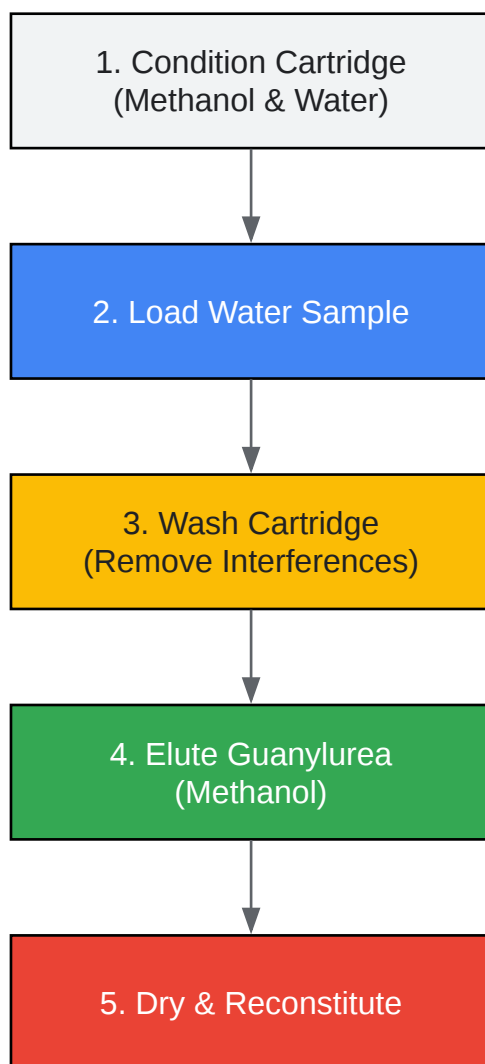 1. Condition Cartridge
(Methanol & Water)
2. Load Water Sample
3. Wash Cartridge
(Remove Interferences)
4. Elute Guanylurea
(Methanol)
5. Dry & Reconstitute